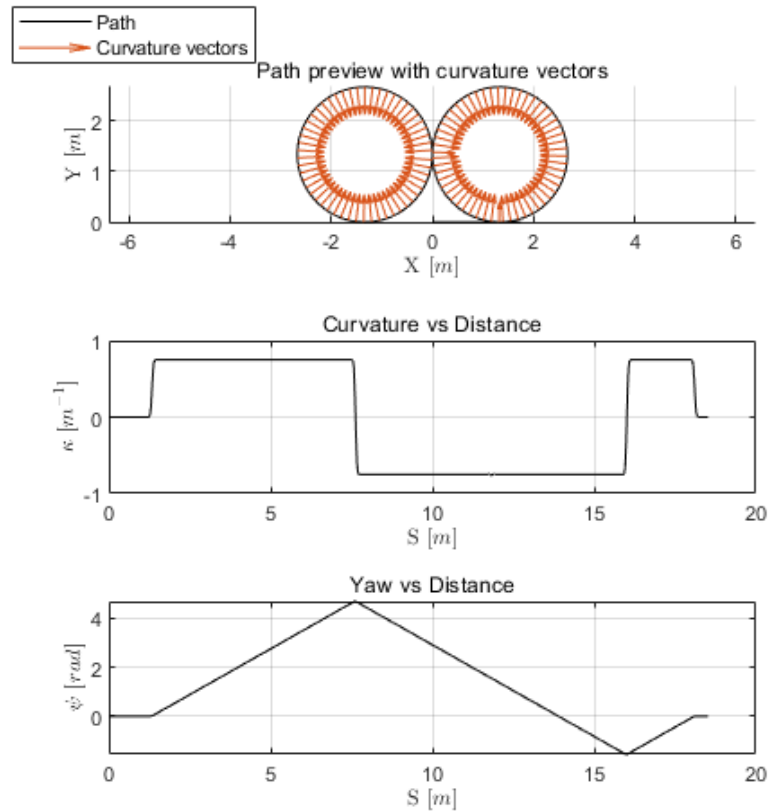 Path
Curvature vectors
Path preview with curvature vectors
Y [m]
2
1
0
-6 -4 -2 0 2 4 6
X [m]
Curvature vs Distance
κ [m⁻¹]
1
0
-1
0 5 10 15 20
S [m]
Yaw vs Distance
ψ [rad]
4
2
0
0 5 10 15 20
S [m]